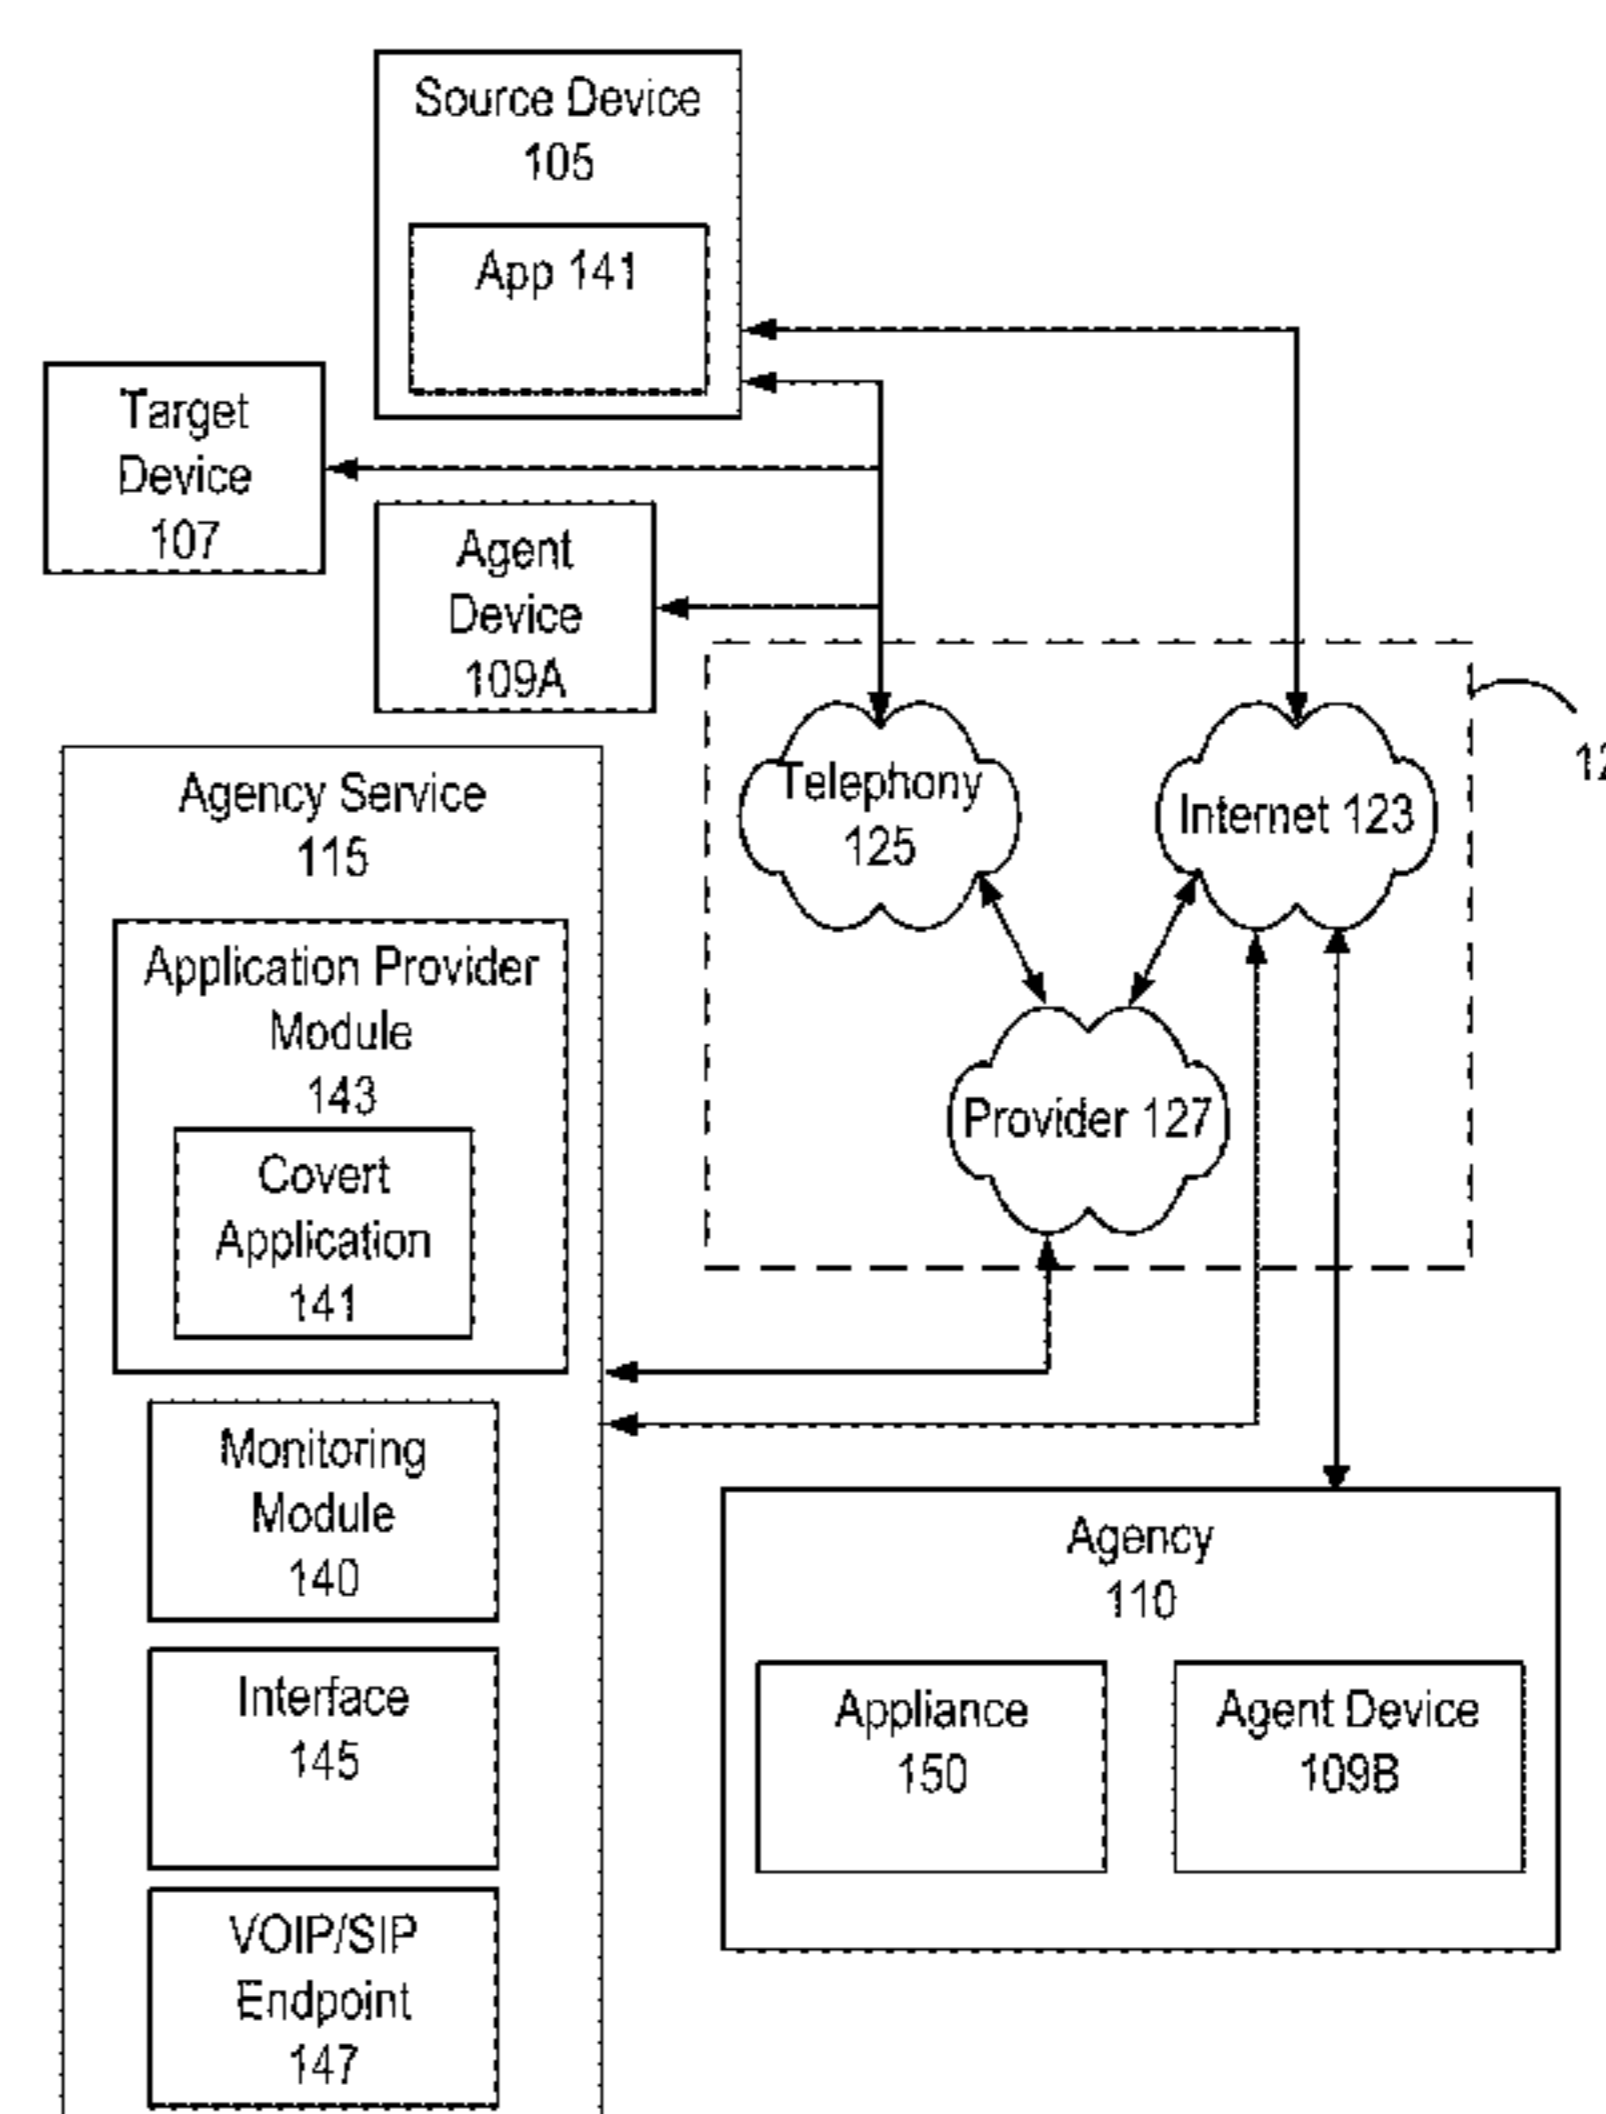 Source Device
105
App 141
Target
Device
107
Agent
Device
109A
Telephony
125
Internet 123
Provider 127
Agency Service
115
Application Provider
Module
143
Covert
Application
141
Monitoring
Module
140
Interface
145
VOIP/SIP
Endpoint
147
Agency
110
Appliance
150
Agent Device
109B